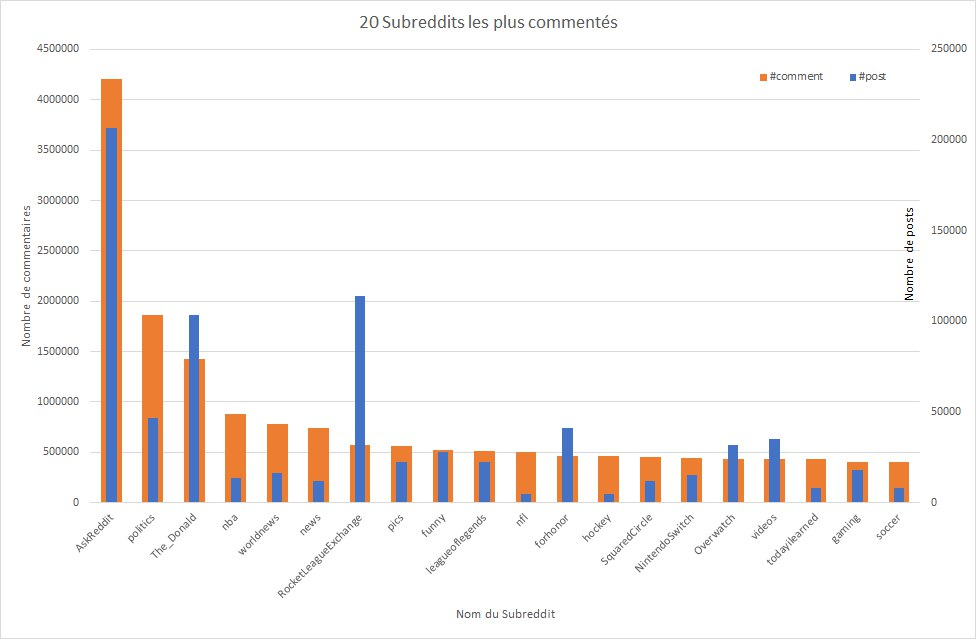 20 Subreddits les plus commentés
#comment
#post
Nombre de commentaires
4500000
4000000
3500000
3000000
2500000
2000000
1500000
1000000
500000
0
250000
200000
150000
100000
50000
0
Nombre de posts
AskReddit
politics
The_Donald
nba
worldnews
news
RocketLeagueExchange
pics
funny
leagueoflegends
nfl
forhonor
hockey
SquaredCircle
NintendoSwitch
Overwatch
videos
todayilearned
gaming
soccer
Nom du Subreddit